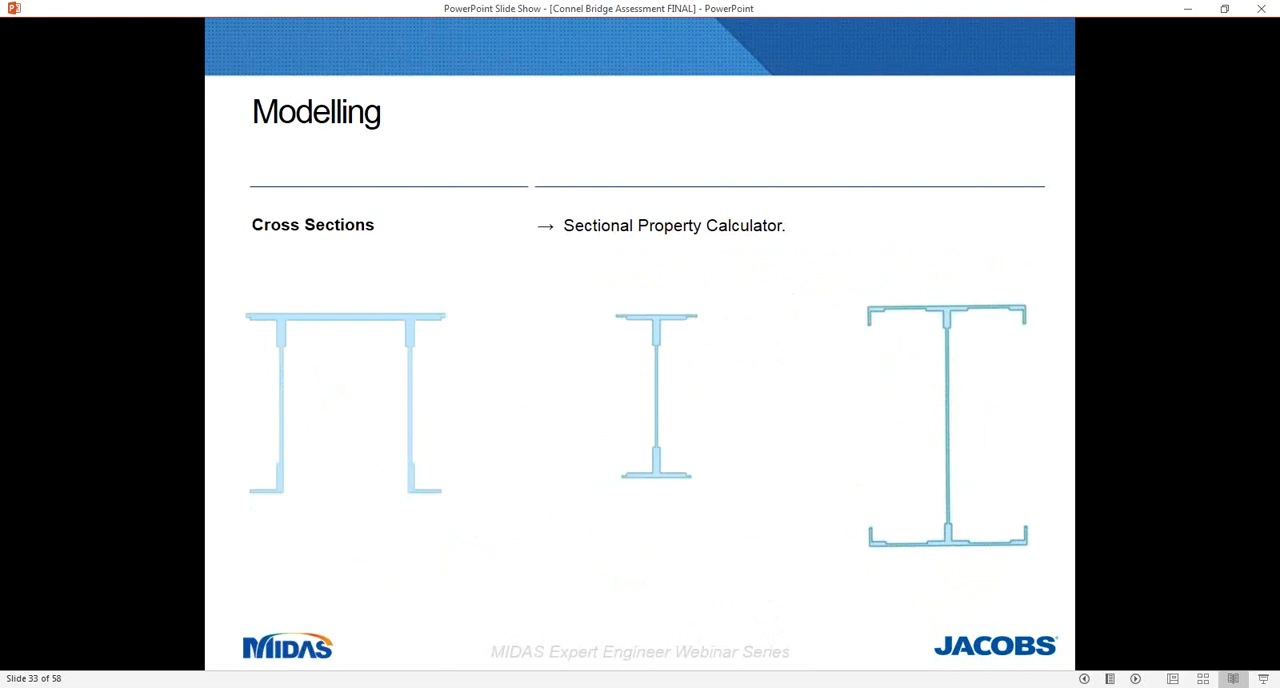 PowerPoint Slide Show - [Connel Bridge Assessment FINAL] - PowerPoint
Modelling
Cross Sections
→ Sectional Property Calculator.
MIDAS
MIDAS Expert Engineer Webinar Series
JACOBS
Slide 33 of 58